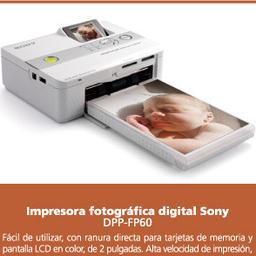 SONY
Impresora fotográfica digital Sony
DPP-FP60
Fácil de utilizar, con ranura directa para tarjetas de memoria y
pantalla LCD en color, de 2 pulgadas. Alta velocidad de impresión,